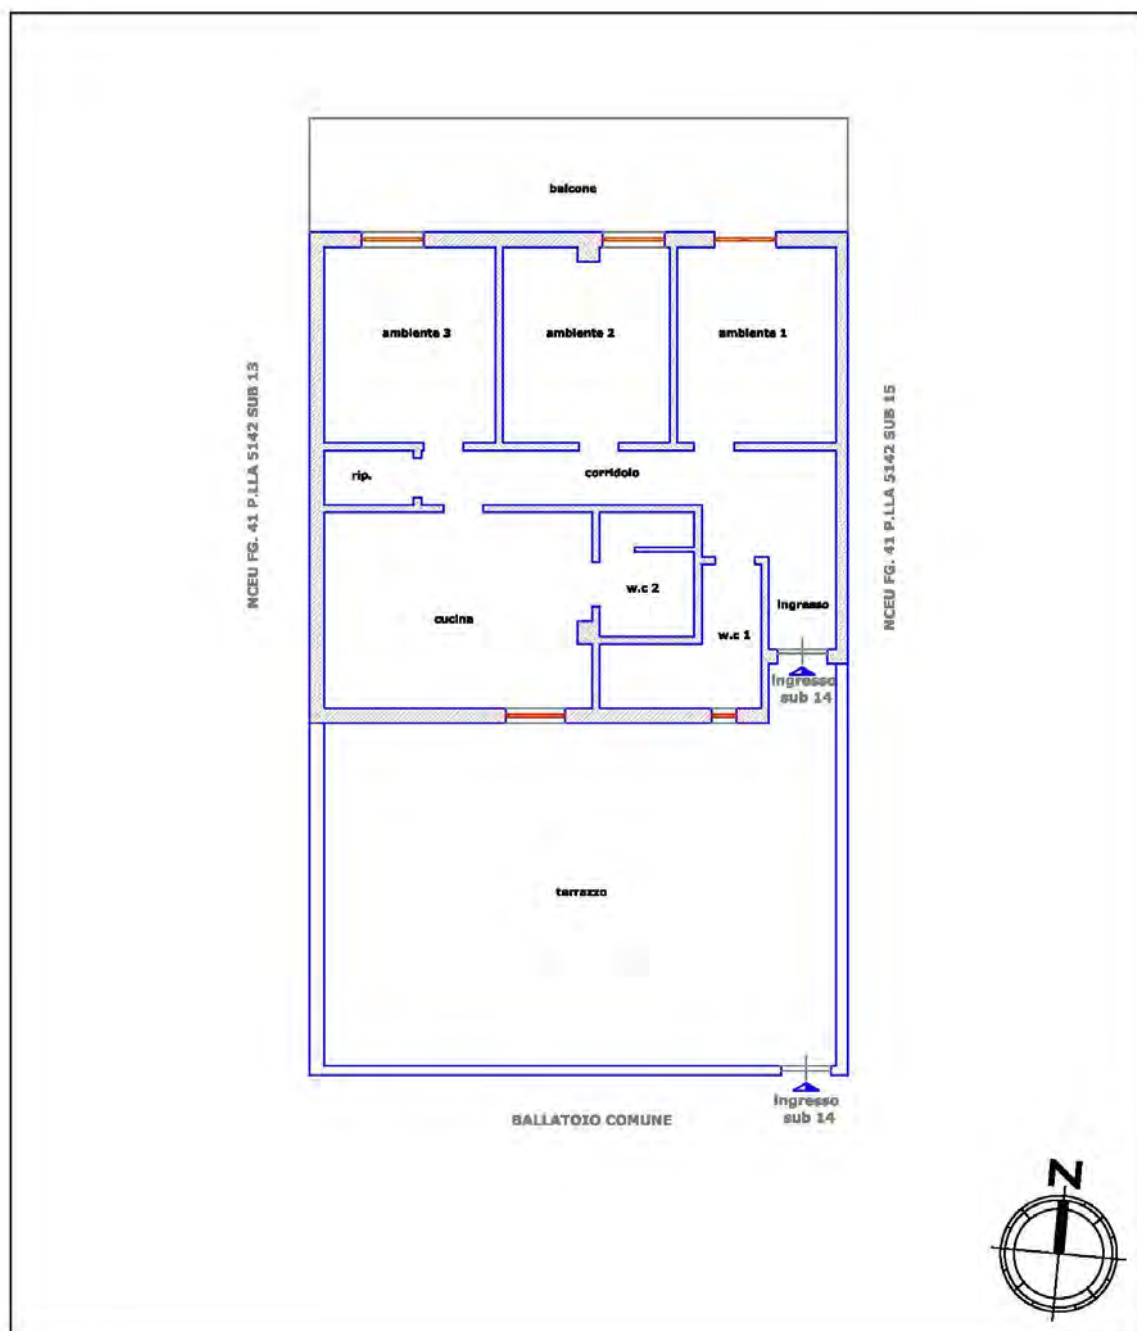 balcone
ambiente 3
ambiente 2
ambiente 1
NCEU FG. 41 P.LLA 5142 SUB 13
NCEU FG. 41 P.LLA 5142 SUB 15
rip.
corridoio
w.c 2
cucina
ingresso
w.c 1
ingresso
sub 14
terrazzo
BALLATOIO COMUNE
ingresso
sub 14
N